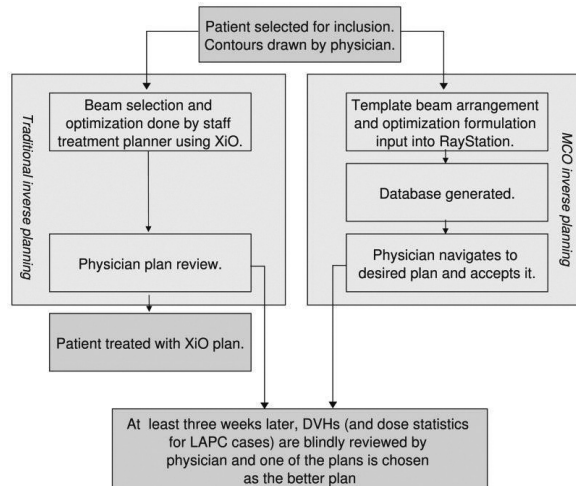 Patient selected for inclusion.
Contours drawn by physician.
Traditional inverse planning
Beam selection and
optimization done by staff
treatment planner using XiO.
Physician plan review.
Patient treated with XiO plan.
MCO inverse planning
Template beam arrangement
and optimization formulation
input into RayStation.
Database generated.
Physician navigates to
desired plan and accepts it.
At least three weeks later, DVHs (and dose statistics
for LAPC cases) are blindly reviewed by
physician and one of the plans is chosen
as the better plan